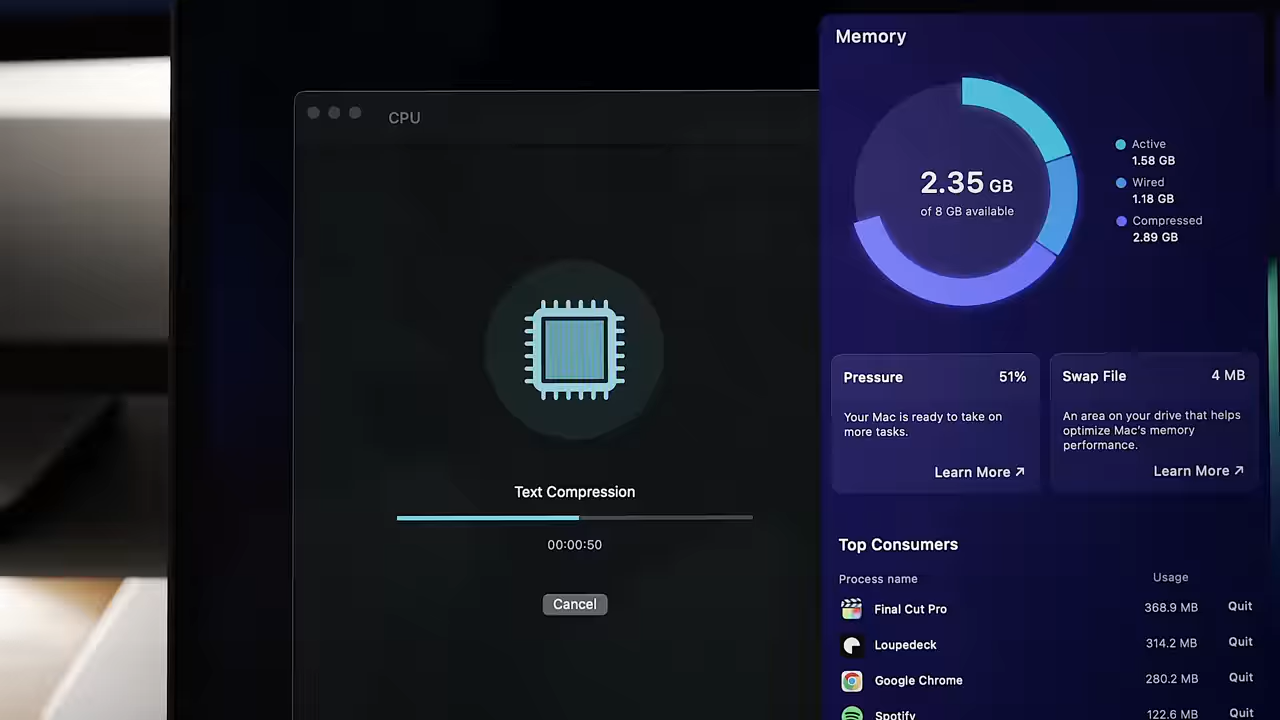 CPU
Text Compression
00:00:50
Cancel
Memory
2.35 GB
of 8 GB available
Active
1.58 GB
Wired
1.18 GB
Compressed
2.89 GB
Pressure 51%
Your Mac is ready to take on
more tasks.
Learn More ↗
Swap File 4 MB
An area on your drive that helps
optimize Mac's memory
performance.
Learn More ↗
Top Consumers
Process name Usage
Final Cut Pro 368.9 MB Quit
Loupedeck 314.2 MB Quit
Google Chrome 280.2 MB Quit
Spotify 122.6 MB Quit